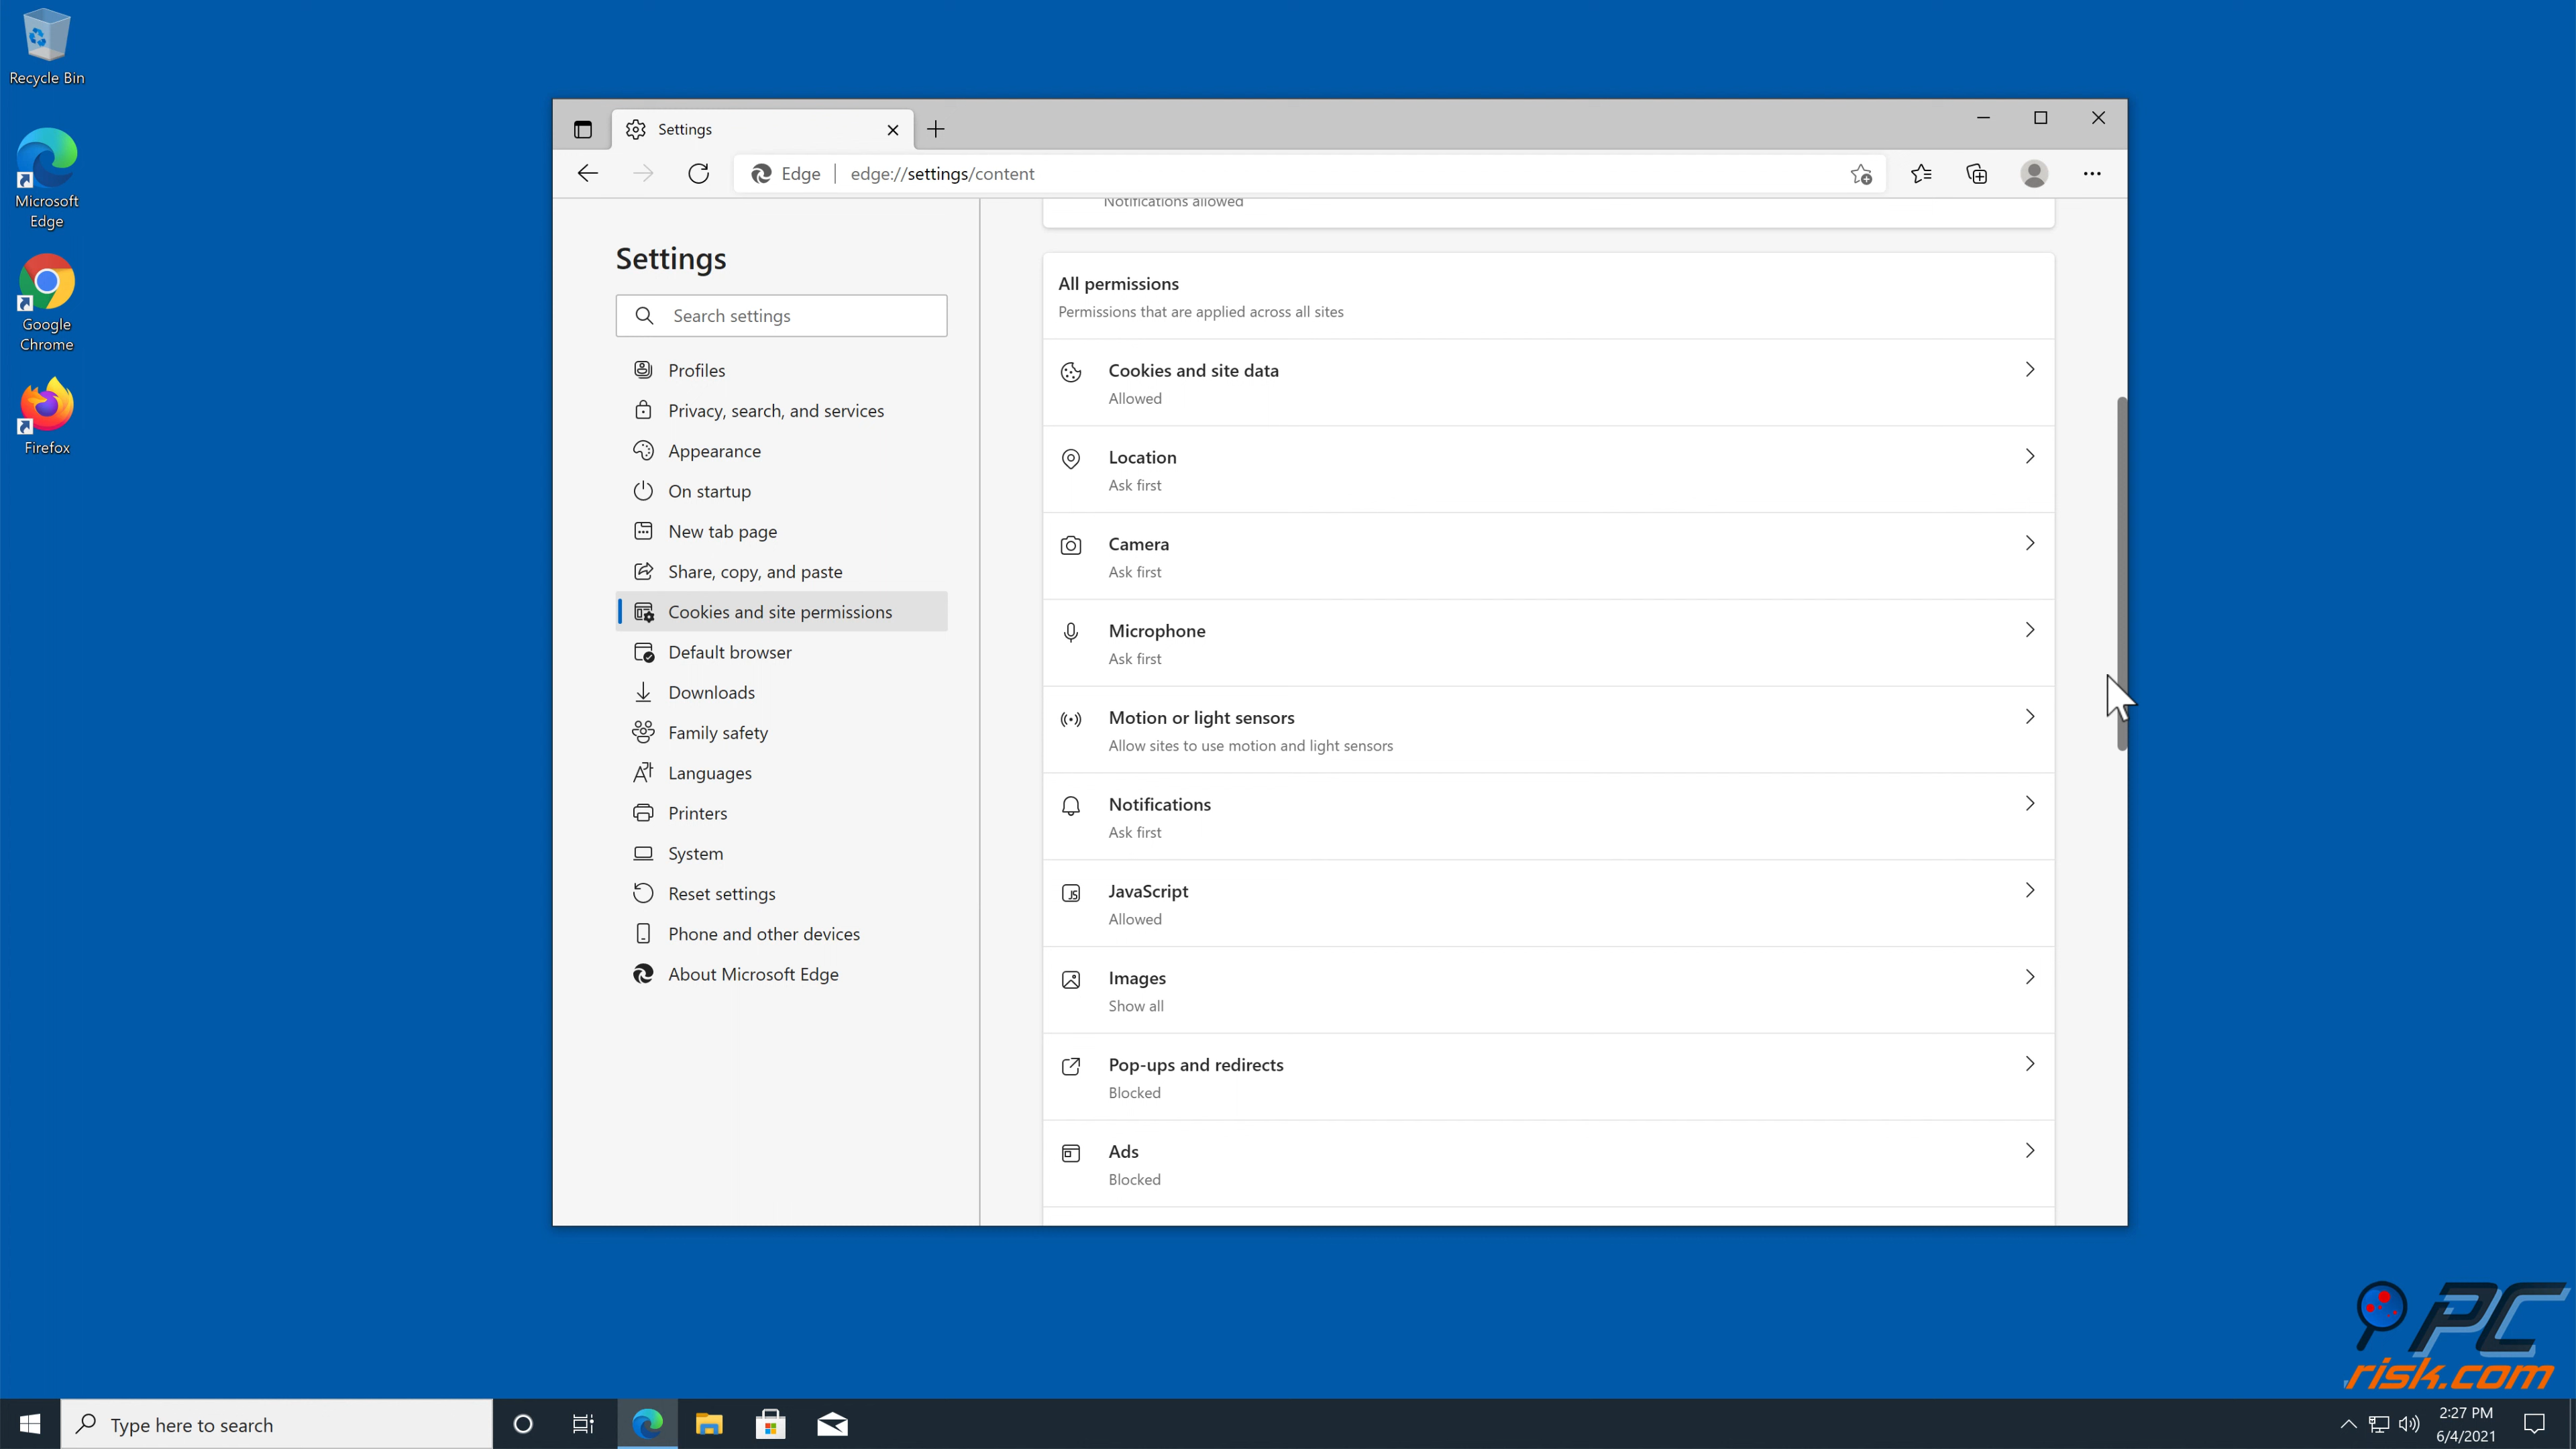 Recycle Bin
Microsoft
Edge
Google
Chrome
Firefox
Settings
Edge
edge://settings/content
Settings
Search settings
Profiles
Privacy, search, and services
Appearance
On startup
New tab page
Share, copy, and paste
Cookies and site permissions
Default browser
Downloads
Family safety
Languages
Printers
System
Reset settings
Phone and other devices
About Microsoft Edge
Notifications allowed
All permissions
Permissions that are applied across all sites
Cookies and site data
Allowed
Location
Ask first
Camera
Ask first
Microphone
Ask first
Motion or light sensors
Allow sites to use motion and light sensors
Notifications
Ask first
JavaScript
Allowed
Images
Show all
Pop-ups and redirects
Blocked
Ads
Blocked
PC
risk.com
Type here to search
2:27 PM
6/4/2021